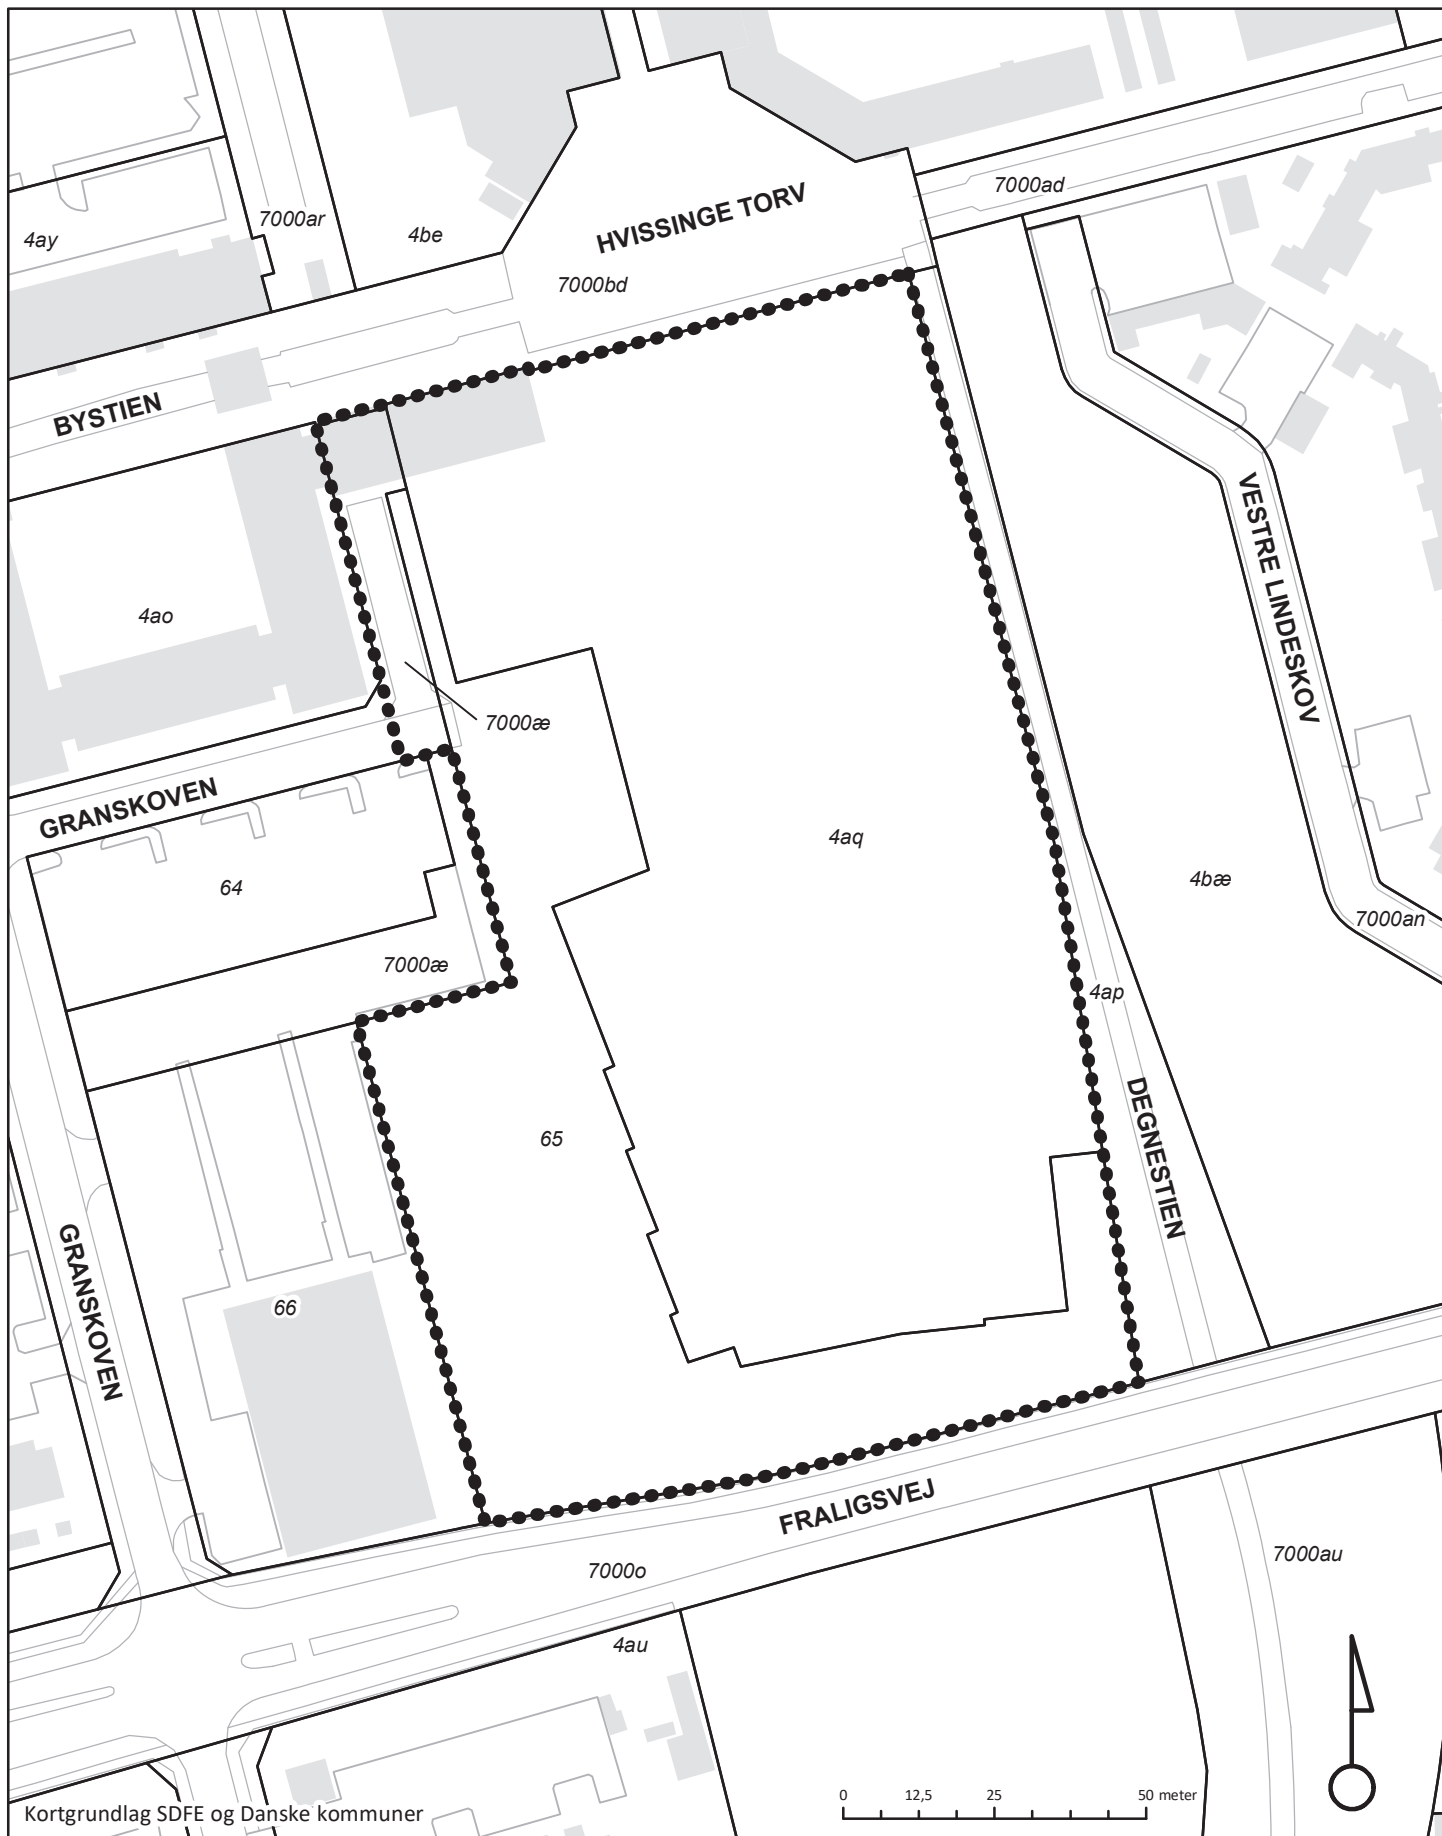 7000ad
HVISSINGE TORV
7000ar
4be
4ay
7000bd
BYSTIEN
VESTRE LINDESKOV
4ao
7000æ
GRANSKOVEN
4aq
64
4bæ
7000an
7000æ
4ap
DEGNESTIEN
65
GRANSKOVEN
66
FRALIGSVEJ
7000au
7000o
4au
0 12,5 25 50 meter
Kortgrundlag SDFE og Danske kommuner